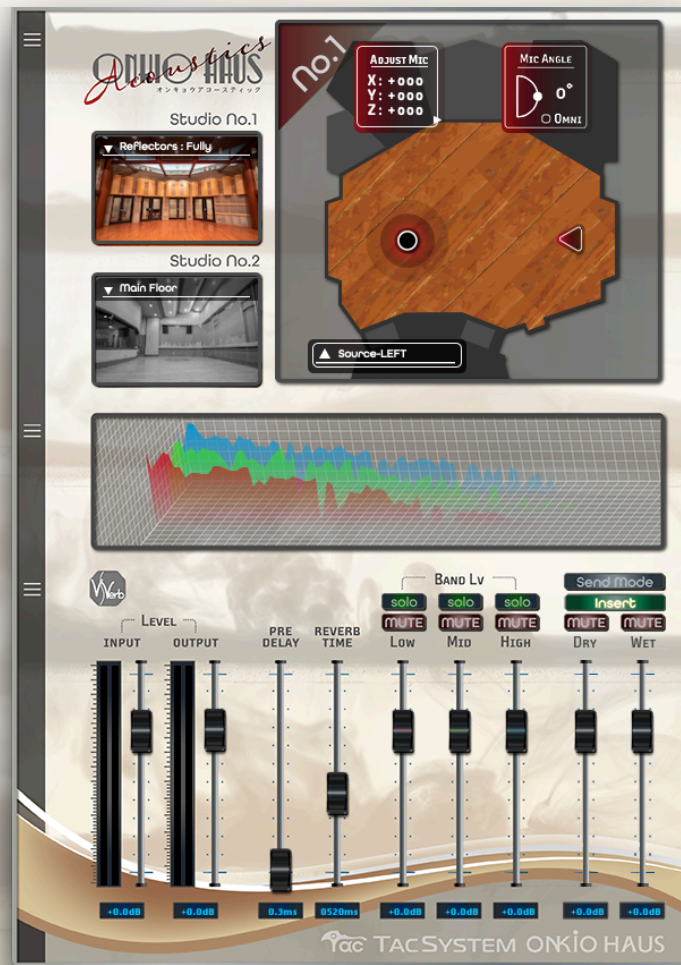 ONKIO HAUS
Acoustics
オンキョウアコースティック
No.1
ADJUST MIC
X: +000
Y: +000
Z: +000
MIC ANGLE
0°
OMNI
Studio No.1
Reflectors : Fully
Studio No.2
Main Floor
Source-LEFT
VSVerb
BAND LV
Send Mode
solo solo solo Insert
LEVEL
MUTE MUTE MUTE MUTE MUTE
INPUT OUTPUT PRE DELAY REVERB TIME LOW MID HIGH DRY WET
+0.0dB +0.0dB 0.3ms 0520ms +0.0dB +0.0dB +0.0dB +0.0dB +0.0dB
Tac TACSYSTEM ONKIO HAUS